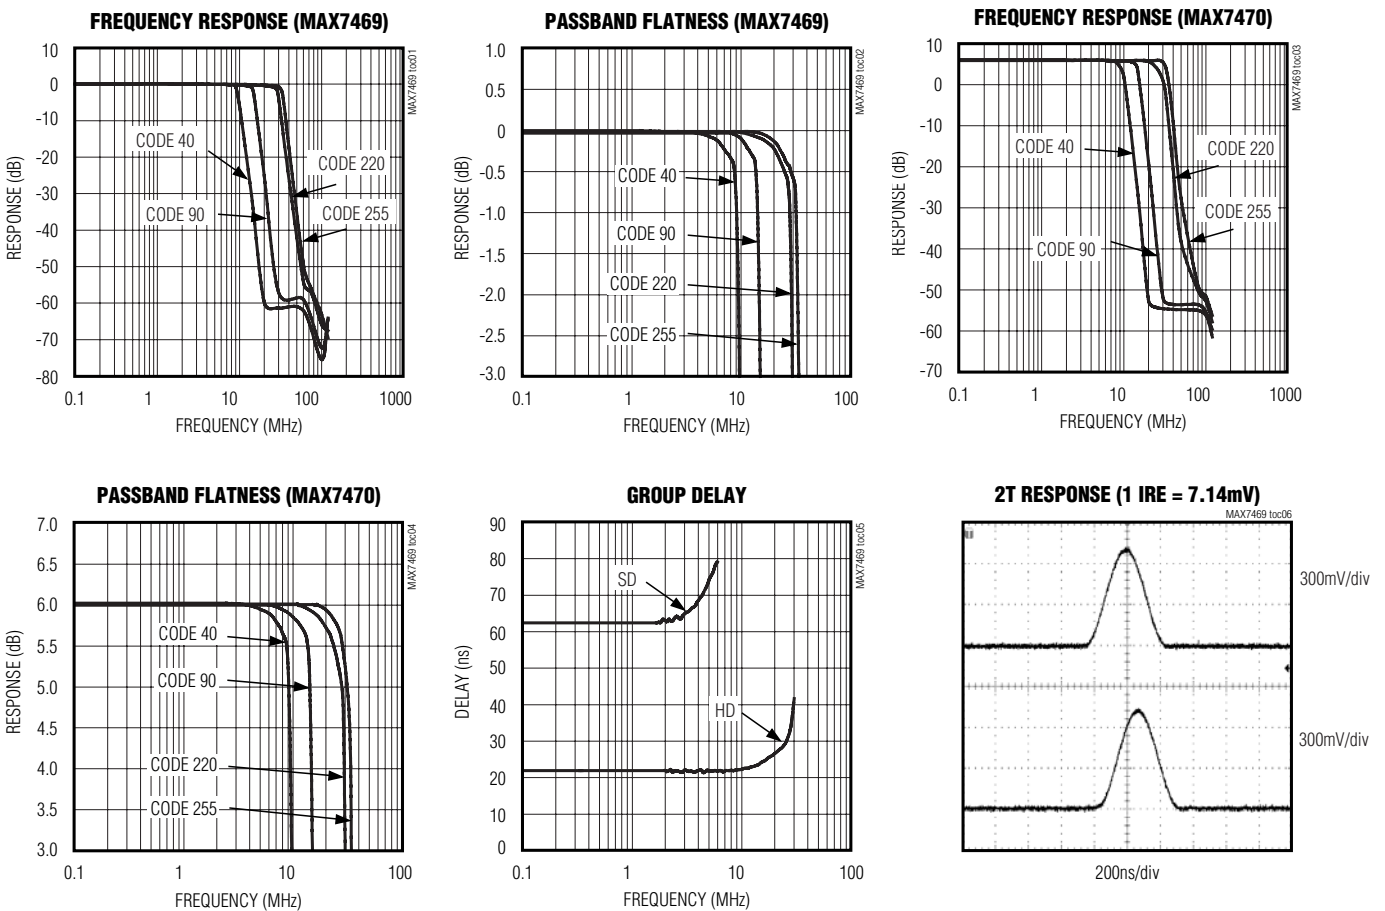 FREQUENCY RESPONSE (MAX7469)
MAX7469 toc01
10
0
-10
-20
-30
-40
-50
-60
-70
-80
RESPONSE (dB)
CODE 40
CODE 220
CODE 90
CODE 255
0.1 1 10 100 1000
FREQUENCY (MHz)
PASSBAND FLATNESS (MAX7469)
MAX7469 toc02
1.0
0.5
0
-0.5
-1.0
-1.5
-2.0
-2.5
-3.0
RESPONSE (dB)
CODE 40
CODE 90
CODE 220
CODE 255
0.1 1 10 100
FREQUENCY (MHz)
FREQUENCY RESPONSE (MAX7470)
MAX7469 toc03
10
0
-10
-20
-30
-40
-50
-60
-70
RESPONSE (dB)
CODE 40
CODE 220
CODE 255
CODE 90
0.1 1 10 100 1000
FREQUENCY (MHz)
PASSBAND FLATNESS (MAX7470)
MAX7469 toc04
7.0
6.5
6.0
5.5
5.0
4.5
4.0
3.5
3.0
RESPONSE (dB)
CODE 40
CODE 90
CODE 220
CODE 255
0.1 1 10 100
FREQUENCY (MHz)
GROUP DELAY
MAX7469 toc05
90
80
70
60
50
40
30
20
10
0
DELAY (ns)
SD
HD
0.1 1 10 100
FREQUENCY (MHz)
2T RESPONSE (1 IRE = 7.14mV)
MAX7469 toc06
300mV/div
300mV/div
200ns/div